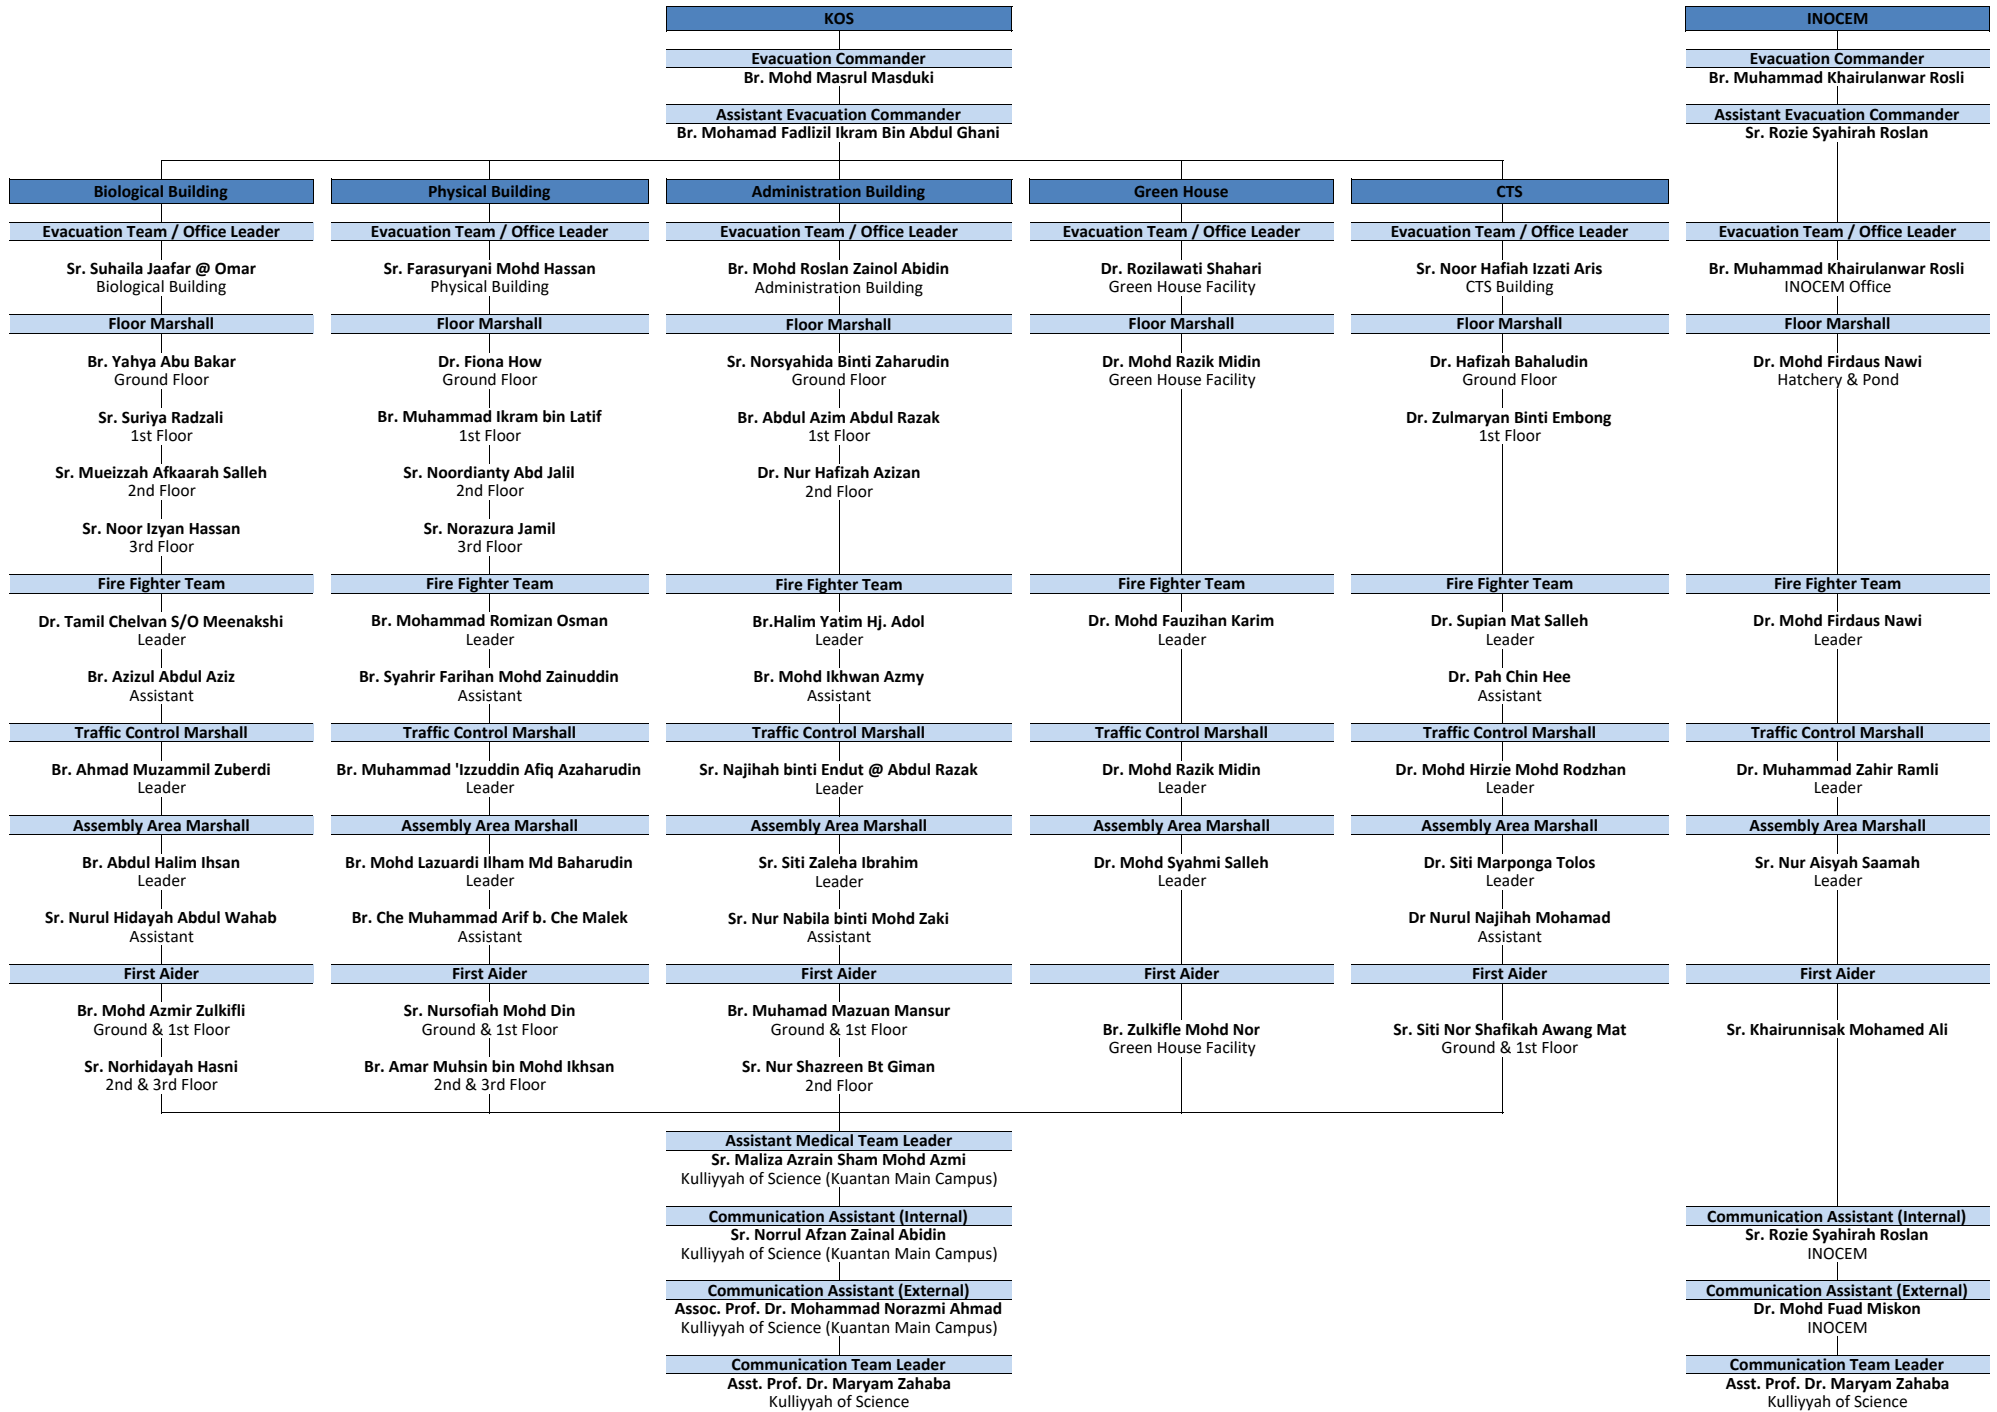 KOS
Evacuation Commander
Br. Mohd Masrul Masduki
Assistant Evacuation Commander
Br. Mohamad Fadlizil Ikram Bin Abdul Ghani
Biological Building
Evacuation Team / Office Leader
Sr. Suhaila Jaafar @ Omar
Biological Building
Floor Marshall
Br. Yahya Abu Bakar
Ground Floor
Sr. Suriya Radzali
1st Floor
Sr. Mueizzah Afkaarah Salleh
2nd Floor
Sr. Noor Izyan Hassan
3rd Floor
Fire Fighter Team
Dr. Tamil Chelvan S/O Meenakshi
Leader
Br. Azizul Abdul Aziz
Assistant
Traffic Control Marshall
Br. Ahmad Muzammil Zuberdi
Leader
Assembly Area Marshall
Br. Abdul Halim Ihsan
Leader
Sr. Nurul Hidayah Abdul Wahab
Assistant
First Aider
Br. Mohd Azmir Zulkifli
Ground & 1st Floor
Sr. Norhidayah Hasni
2nd & 3rd Floor
Physical Building
Evacuation Team / Office Leader
Sr. Farasuryani Mohd Hassan
Physical Building
Floor Marshall
Dr. Fiona How
Ground Floor
Br. Muhammad Ikram bin Latif
1st Floor
Sr. Noordianty Abd Jalil
2nd Floor
Sr. Norazura Jamil
3rd Floor
Fire Fighter Team
Br. Mohammad Romizan Osman
Leader
Br. Syahrir Farihan Mohd Zainuddin
Assistant
Traffic Control Marshall
Br. Muhammad 'Izzuddin Afiq Azaharudin
Leader
Assembly Area Marshall
Br. Mohd Lazuardi Ilham Md Baharudin
Leader
Br. Che Muhammad Arif b. Che Malek
Assistant
First Aider
Sr. Nursofiah Mohd Din
Ground & 1st Floor
Br. Amar Muhsin bin Mohd Ikhsan
2nd & 3rd Floor
Administration Building
Evacuation Team / Office Leader
Br. Mohd Roslan Zainol Abidin
Administration Building
Floor Marshall
Sr. Norsyahida Binti Zaharudin
Ground Floor
Br. Abdul Azim Abdul Razak
1st Floor
Dr. Nur Hafizah Azizan
2nd Floor
Fire Fighter Team
Br.Halim Yatim Hj. Adol
Leader
Br. Mohd Ikhwan Azmy
Assistant
Traffic Control Marshall
Sr. Najihah binti Endut @ Abdul Razak
Leader
Assembly Area Marshall
Sr. Siti Zaleha Ibrahim
Leader
Sr. Nur Nabila binti Mohd Zaki
Assistant
First Aider
Br. Muhamad Mazuan Mansur
Ground & 1st Floor
Sr. Nur Shazreen Bt Giman
2nd Floor
Green House
Evacuation Team / Office Leader
Dr. Rozilawati Shahari
Green House Facility
Floor Marshall
Dr. Mohd Razik Midin
Green House Facility
Fire Fighter Team
Dr. Mohd Fauzihan Karim
Leader
Traffic Control Marshall
Dr. Mohd Razik Midin
Leader
Assembly Area Marshall
Dr. Mohd Syahmi Salleh
Leader
First Aider
Br. Zulkifle Mohd Nor
Green House Facility
CTS
Evacuation Team / Office Leader
Sr. Noor Hafiah Izzati Aris
CTS Building
Floor Marshall
Dr. Hafizah Bahaludin
Ground Floor
Dr. Zulmaryan Binti Embong
1st Floor
Fire Fighter Team
Dr. Supian Mat Salleh
Leader
Dr. Pah Chin Hee
Assistant
Traffic Control Marshall
Dr. Mohd Hirzie Mohd Rodzhan
Leader
Assembly Area Marshall
Dr. Siti Marponga Tolos
Leader
Dr Nurul Najihah Mohamad
Assistant
First Aider
Sr. Siti Nor Shafikah Awang Mat
Ground & 1st Floor
Assistant Medical Team Leader
Sr. Maliza Azrain Sham Mohd Azmi
Kulliyyah of Science (Kuantan Main Campus)
Communication Assistant (Internal)
Sr. Norrul Afzan Zainal Abidin
Kulliyyah of Science (Kuantan Main Campus)
Communication Assistant (External)
Assoc. Prof. Dr. Mohammad Norazmi Ahmad
Kulliyyah of Science (Kuantan Main Campus)
Communication Team Leader
Asst. Prof. Dr. Maryam Zahaba
Kulliyyah of Science
INOCEM
Evacuation Commander
Br. Muhammad Khairulanwar Rosli
Assistant Evacuation Commander
Sr. Rozie Syahirah Roslan
Evacuation Team / Office Leader
Br. Muhammad Khairulanwar Rosli
INOCEM Office
Floor Marshall
Dr. Mohd Firdaus Nawi
Hatchery & Pond
Fire Fighter Team
Dr. Mohd Firdaus Nawi
Leader
Traffic Control Marshall
Dr. Muhammad Zahir Ramli
Leader
Assembly Area Marshall
Sr. Nur Aisyah Saamah
Leader
First Aider
Sr. Khairunnisak Mohamed Ali
Communication Assistant (Internal)
Sr. Rozie Syahirah Roslan
INOCEM
Communication Assistant (External)
Dr. Mohd Fuad Miskon
INOCEM
Communication Team Leader
Asst. Prof. Dr. Maryam Zahaba
Kulliyyah of Science